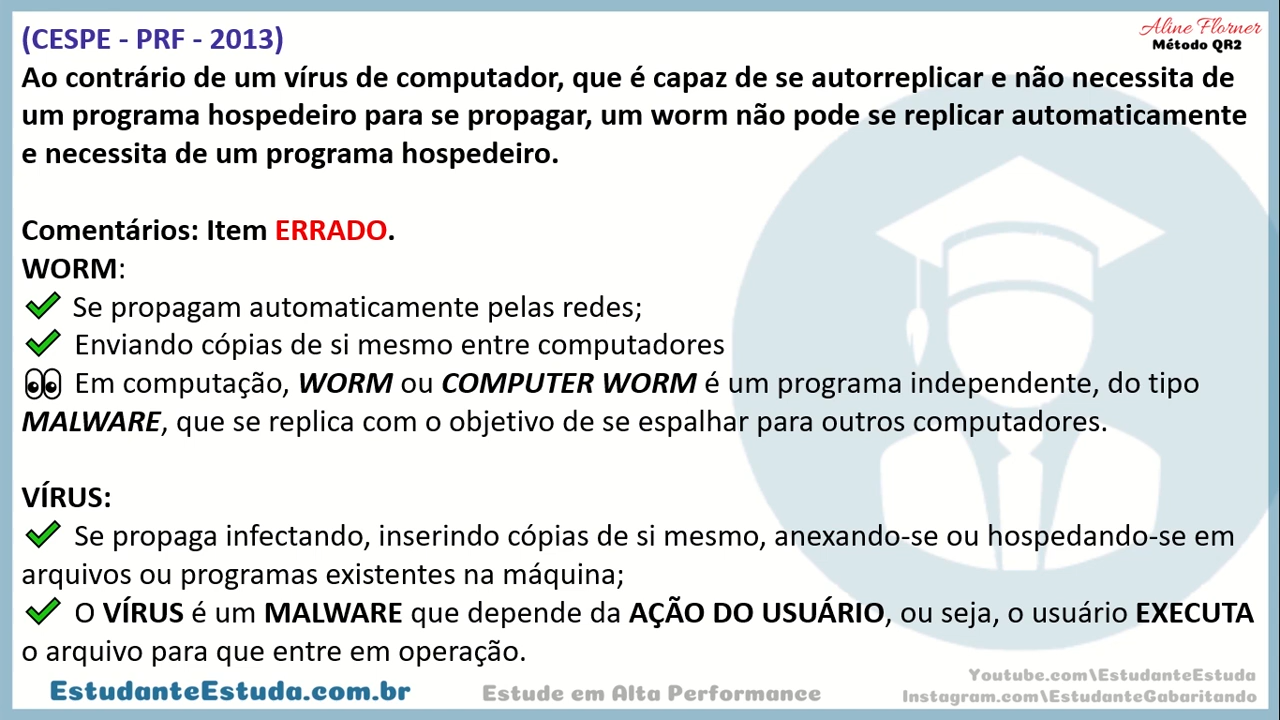 (CESPE - PRF - 2013)
Aline Florner
Método QR2
Ao contrário de um vírus de computador, que é capaz de se autorreplicar e não necessita de
um programa hospedeiro para se propagar, um worm não pode se replicar automaticamente
e necessita de um programa hospedeiro.
Comentários: Item ERRADO.
WORM:
Se propagam automaticamente pelas redes;
Enviando cópias de si mesmo entre computadores
Em computação, WORM ou COMPUTER WORM é um programa independente, do tipo
MALWARE, que se replica com o objetivo de se espalhar para outros computadores.
VÍRUS:
Se propaga infectando, inserindo cópias de si mesmo, anexando-se ou hospedando-se em
arquivos ou programas existentes na máquina;
O VÍRUS é um MALWARE que depende da AÇÃO DO USUÁRIO, ou seja, o usuário EXECUTA
o arquivo para que entre em operação.
EstudanteEstuda.com.br
Estude em Alta Performance
Youtube.com\EstudanteEstuda
Instagram.com\EstudanteGabaritando